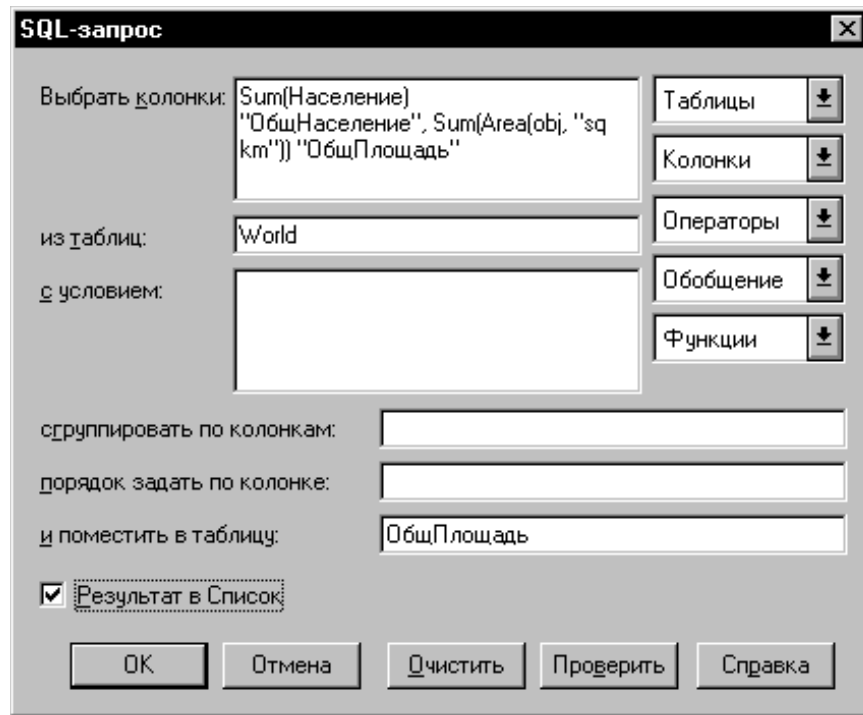 SQL-запрос
Выбрать колонки:
Sum(Население)
"ОбщНаселение", Sum(Area(obj, "sq
km")) "ОбщПлощадь"
Таблицы
Колонки
из таблиц:
World
Операторы
с условием:
Обобщение
Функции
сгруппировать по колонкам:
порядок задать по колонке:
и поместить в таблицу:
ОбщПлощадь
Результат в Список
OK
Отмена
Очистить
Проверить
Справка